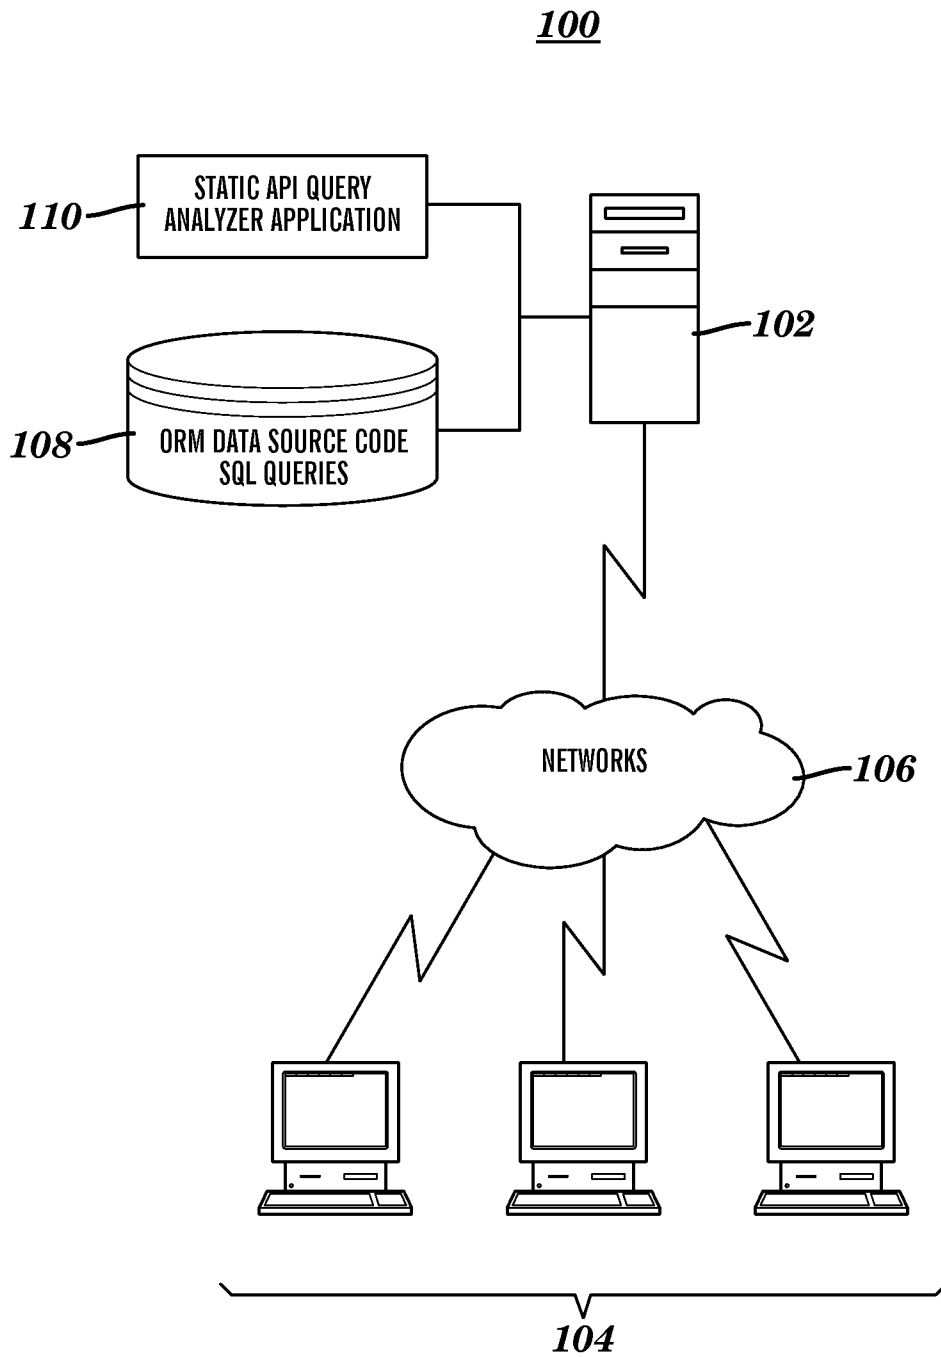 100
STATIC API QUERY
ANALYZER APPLICATION
110
102
108
ORM DATA SOURCE CODE
SQL QUERIES
NETWORKS
106
104